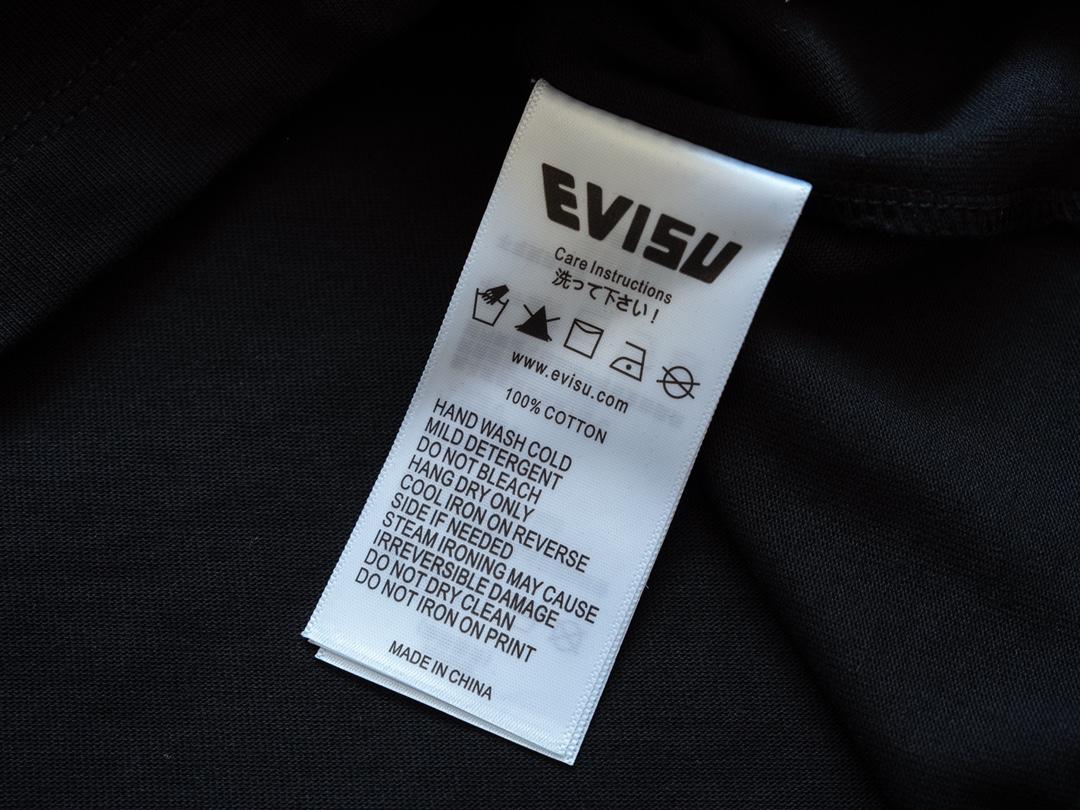 EVISU
Care Instructions
洗って下さい!
www.evisu.com
100% COTTON
HAND WASH COLD
MILD DETERGENT
DO NOT BLEACH
HANG DRY ONLY
COOL IRON ON REVERSE
SIDE IF NEEDED
STEAM IRONING MAY CAUSE
IRREVERSIBLE DAMAGE
DO NOT DRY CLEAN
DO NOT IRON ON PRINT
MADE IN CHINA